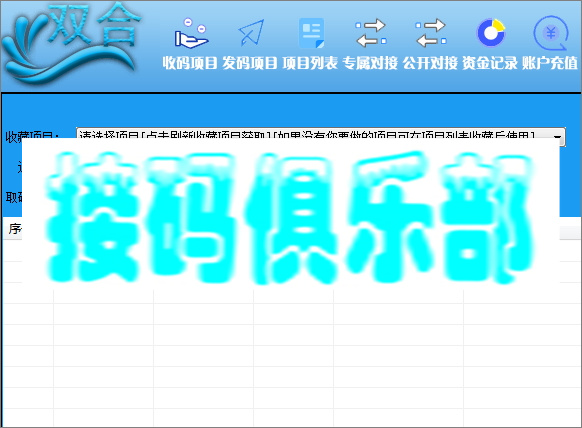 双合
收码项目 发码项目 项目列表 专属对接 公开对接 资金记录 账户充值
收藏项目： 请选择项目[点击刷新收藏项目获取][如果没有你要做的项目可在项目列表收藏后使用]
取
序
接码俱乐部